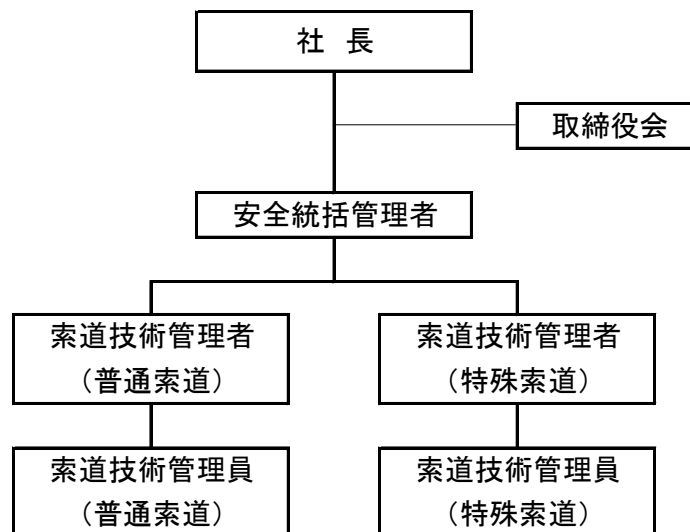 社 長
取締役会
安全統括管理者
索道技術管理者
（普通索道）
索道技術管理者
（特殊索道）
索道技術管理員
（普通索道）
索道技術管理員
（特殊索道）